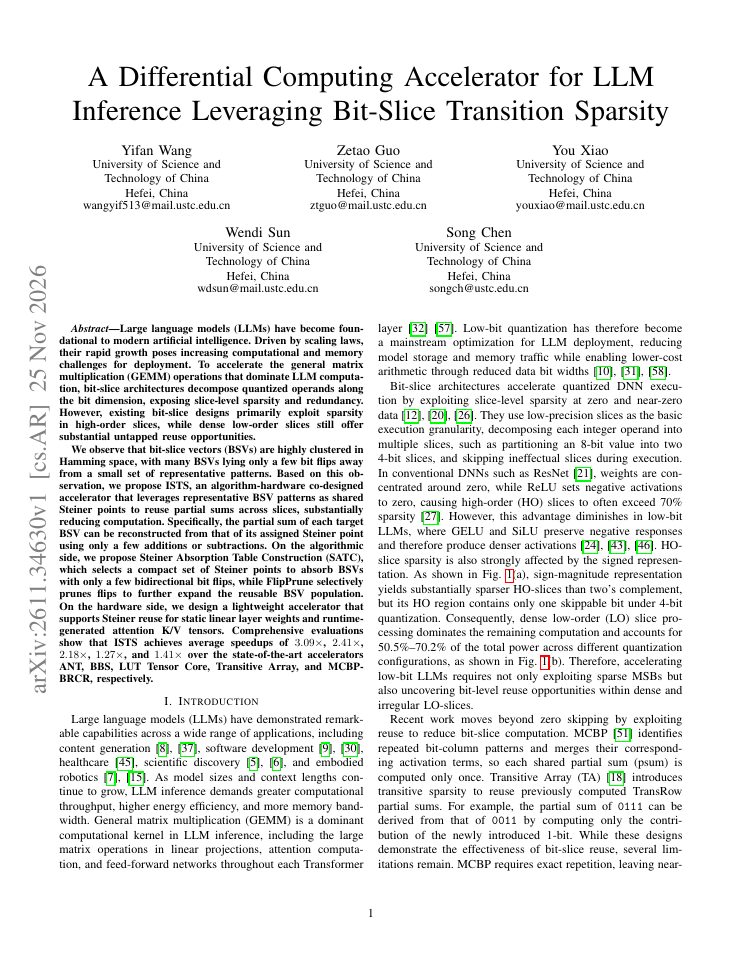 A Differential Computing Accelerator for LLM
Inference Leveraging Bit-Slice Transition Sparsity
Yifan Wang
University of Science and
Technology of China
Hefei, China
wangyif513@mail.ustc.edu.cn
Zetao Guo
University of Science and
Technology of China
Hefei, China
ztguo@mail.ustc.edu.cn
You Xiao
University of Science and
Technology of China
Hefei, China
youxiao@mail.ustc.edu.cn
Wendi Sun
University of Science and
Technology of China
Hefei, China
wdsun@mail.ustc.edu.cn
Song Chen
University of Science and
Technology of China
Hefei, China
songch@ustc.edu.cn
arXiv:2611.34630v1 [cs.AR] 25 Nov 2026
Abstract—Large language models (LLMs) have become foun-
dational to modern artificial intelligence. Driven by scaling laws,
their rapid growth poses increasing computational and memory
challenges for deployment. To accelerate the general matrix
multiplication (GEMM) operations that dominate LLM computa-
tion, bit-slice architectures decompose quantized operands along
the bit dimension, exposing slice-level sparsity and redundancy.
However, existing bit-slice designs primarily exploit sparsity
in high-order slices, while dense low-order slices still offer
substantial untapped reuse opportunities.
We observe that bit-slice vectors (BSVs) are highly clustered in
Hamming space, with many BSVs lying only a few bit flips away
from a small set of representative patterns. Based on this ob-
servation, we propose ISTS, an algorithm-hardware co-designed
accelerator that leverages representative BSV patterns as shared
Steiner points to reuse partial sums across slices, substantially
reducing computation. Specifically, the partial sum of each target
BSV can be reconstructed from that of its assigned Steiner point
using only a few additions or subtractions. On the algorithmic
side, we propose Steiner Absorption Table Construction (SATC),
which selects a compact set of Steiner points to absorb BSVs
with only a few bidirectional bit flips, while FlipPrune selectively
prunes flips to further expand the reusable BSV population.
On the hardware side, we design a lightweight accelerator that
supports Steiner reuse for static linear layer weights and runtime-
generated attention K/V tensors. Comprehensive evaluations
show that ISTS achieves average speedups of 3.09×, 2.41×,
2.18×, 1.27×, and 1.41× over the state-of-the-art accelerators
ANT, BBS, LUT Tensor Core, Transitive Array, and MCBP-
BRCR, respectively.
I. INTRODUCTION
Large language models (LLMs) have demonstrated remark-
able capabilities across a wide range of applications, including
content generation [8], [37], software development [9], [30],
healthcare [45], scientific discovery [5], [6], and embodied
robotics [7], [15]. As model sizes and context lengths con-
tinue to grow, LLM inference demands greater computational
throughput, higher energy efficiency, and more memory band-
width. General matrix multiplication (GEMM) is a dominant
computational kernel in LLM inference, including the large
matrix operations in linear projections, attention computa-
tion, and feed-forward networks throughout each Transformer
layer [32] [57]. Low-bit quantization has therefore become
a mainstream optimization for LLM deployment, reducing
model storage and memory traffic while enabling lower-cost
arithmetic through reduced data bit widths [10], [31], [58].
Bit-slice architectures accelerate quantized DNN execu-
tion by exploiting slice-level sparsity at zero and near-zero
data [12], [20], [26]. They use low-precision slices as the basic
execution granularity, decomposing each integer operand into
multiple slices, such as partitioning an 8-bit value into two
4-bit slices, and skipping ineffectual slices during execution.
In conventional DNNs such as ResNet [21], weights are con-
centrated around zero, while ReLU sets negative activations
to zero, causing high-order (HO) slices to often exceed 70%
sparsity [27]. However, this advantage diminishes in low-bit
LLMs, where GELU and SiLU preserve negative responses
and therefore produce denser activations [24], [43], [46]. HO-
slice sparsity is also strongly affected by the signed represen-
tation. As shown in Fig. 1(a), sign-magnitude representation
yields substantially sparser HO-slices than two's complement,
but its HO region contains only one skippable bit under 4-bit
quantization. Consequently, dense low-order (LO) slice pro-
cessing dominates the remaining computation and accounts for
50.5%–70.2% of the total power across different quantization
configurations, as shown in Fig. 1(b). Therefore, accelerating
low-bit LLMs requires not only exploiting sparse MSBs but
also uncovering bit-level reuse opportunities within dense and
irregular LO-slices.
Recent work moves beyond zero skipping by exploiting
reuse to reduce bit-slice computation. MCBP [51] identifies
repeated bit-column patterns and merges their correspond-
ing activation terms, so each shared partial sum (psum) is
computed only once. Transitive Array (TA) [18] introduces
transitive sparsity to reuse previously computed TransRow
partial sums. For example, the partial sum of 0111 can be
derived from that of 0011 by computing only the contri-
bution of the newly introduced 1-bit. While these designs
demonstrate the effectiveness of bit-slice reuse, several lim-
itations remain. MCBP requires exact repetition, leaving near-
1